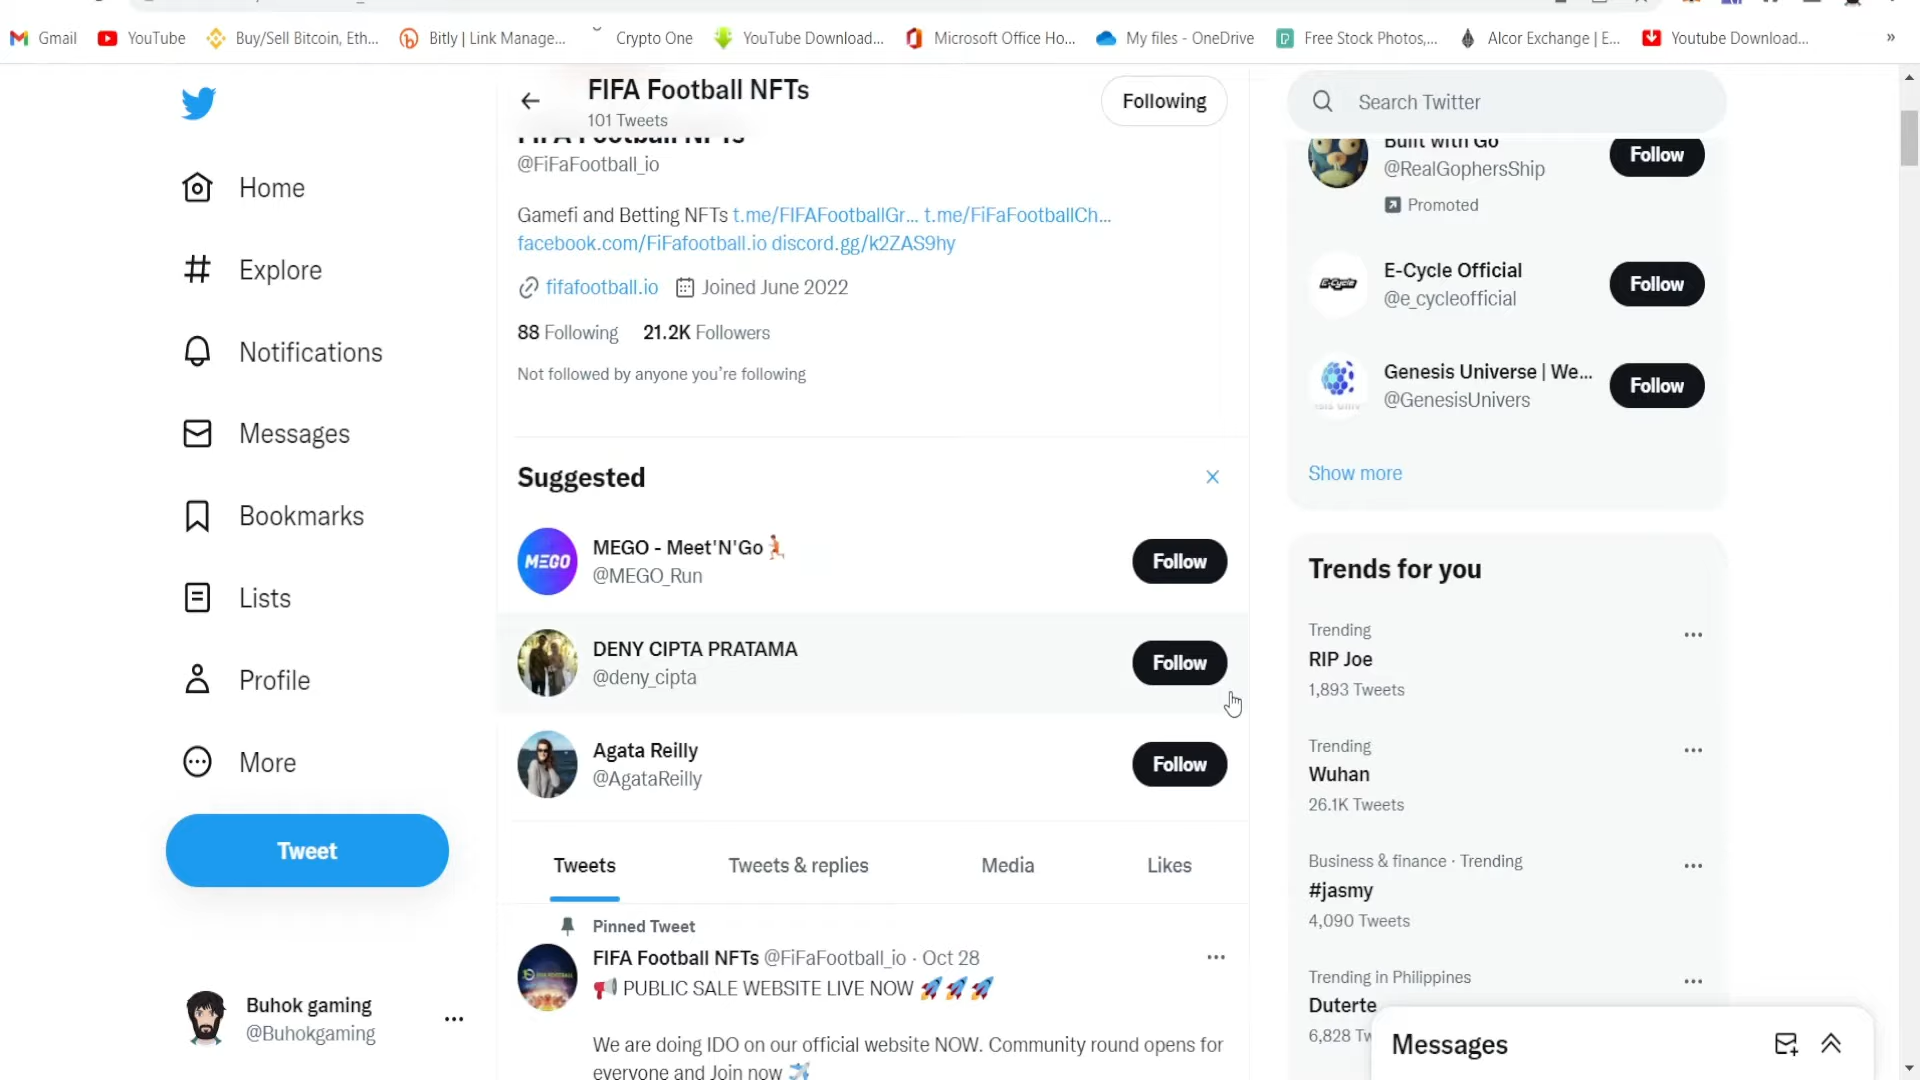 Gmail
YouTube
Buy/Sell Bitcoin, Eth...
Bitly | Link Manage...
Crypto One
YouTube Download...
Microsoft Office Ho...
My files - OneDrive
Free Stock Photos,...
Alcor Exchange | E...
Youtube Download...
»
Home
Explore
Notifications
Messages
Bookmarks
Lists
Profile
More
Tweet
Buhok gaming
@Buhokgaming
FIFA Football NFTs
101 Tweets
Following
FIFA Football NFTs
@FiFaFootball_io
Gamefi and Betting NFTs t.me/FIFAFootballGr... t.me/FiFaFootballCh...
facebook.com/FiFafootball.io discord.gg/k2ZAS9hy
fifafootball.io Joined June 2022
88 Following 21.2K Followers
Not followed by anyone you’re following
Suggested
MEGO
MEGO - Meet'N'Go
@MEGO_Run
Follow
DENY CIPTA PRATAMA
@deny_cipta
Follow
Agata Reilly
@AgataReilly
Follow
Tweets
Tweets & replies
Media
Likes
Pinned Tweet
FIFA Football NFTs @FiFaFootball_io · Oct 28
📢 PUBLIC SALE WEBSITE LIVE NOW 🚀🚀🚀
We are doing IDO on our official website NOW. Community round opens for
everyone and Join now ✈️
Search Twitter
Built with Go
@RealGophersShip
Promoted
Follow
E-Cycle
E-Cycle Official
@e_cycleofficial
Follow
Genesis Universe | We...
@GenesisUnivers
Follow
Show more
Trends for you
Trending
RIP Joe
1,893 Tweets
Trending
Wuhan
26.1K Tweets
Business & finance · Trending
#jasmy
4,090 Tweets
Trending in Philippines
Duterte
6,828 Tw
Messages